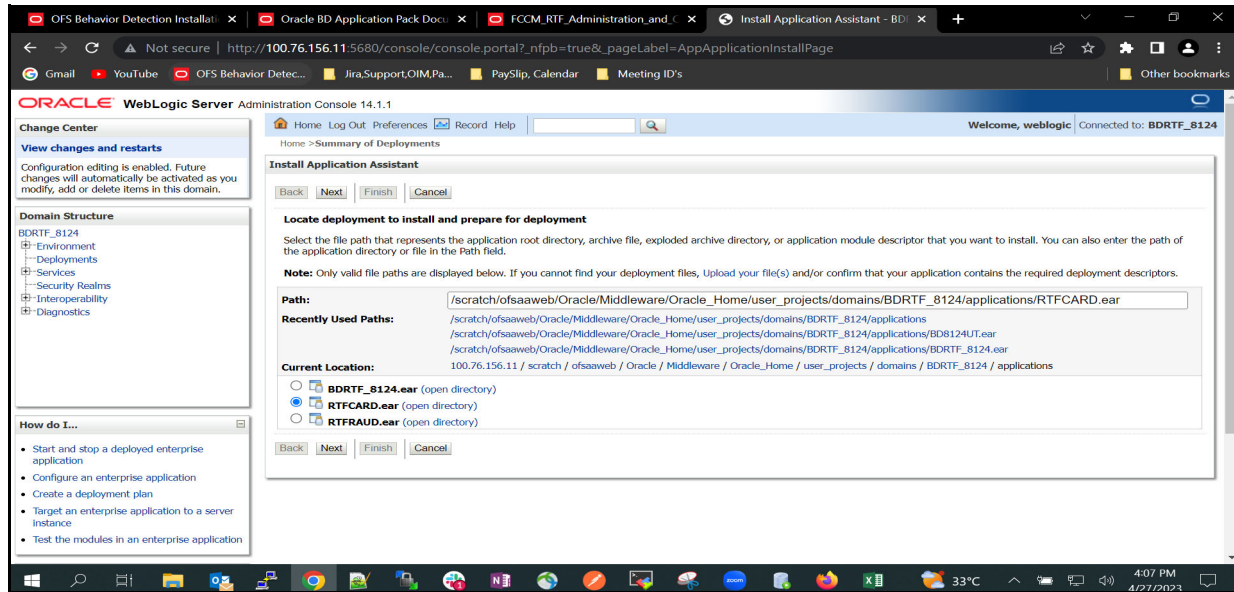 OFS Behavior Detection Installati
Oracle BD Application Pack Docu
FCCM_RTF_Administration_and_C
Install Application Assistant - BD
Not secure | http://100.76.156.11:5680/console/console.portal?_nfpb=true&_pageLabel=AppApplicationInstallPage
Gmail YouTube OFS Behavior Detec... Jira,Support,OIM,Pa... PaySlip, Calendar Meeting ID's Other bookmarks
ORACLE WebLogic Server Administration Console 14.1.1
Change Center
View changes and restarts
Configuration editing is enabled. Future
changes will automatically be activated as you
modify, add or delete items in this domain.
Domain Structure
BDRTF_8124
Environment
Deployments
Services
Security Realms
Interoperability
Diagnostics
How do I...
Start and stop a deployed enterprise
application
Configure an enterprise application
Create a deployment plan
Target an enterprise application to a server
instance
Test the modules in an enterprise application
Home Log Out Preferences Record Help
Welcome, weblogic Connected to: BDRTF_8124
Home >Summary of Deployments
Install Application Assistant
Back Next Finish Cancel
Locate deployment to install and prepare for deployment
Select the file path that represents the application root directory, archive file, exploded archive directory, or application module descriptor that you want to install. You can also enter the path of
the application directory or file in the Path field.
Note: Only valid file paths are displayed below. If you cannot find your deployment files, Upload your file(s) and/or confirm that your application contains the required deployment descriptors.
Path: /scratch/ofsaaweb/Oracle/Middleware/Oracle_Home/user_projects/domains/BDRTF_8124/applications/RTFCARD.ear
Recently Used Paths: /scratch/ofsaaweb/Oracle/Middleware/Oracle_Home/user_projects/domains/BDRTF_8124/applications
/scratch/ofsaaweb/Oracle/Middleware/Oracle_Home/user_projects/domains/BDRTF_8124/applications/BD8124UT.ear
/scratch/ofsaaweb/Oracle/Middleware/Oracle_Home/user_projects/domains/BDRTF_8124/applications/BDRTF_8124.ear
Current Location: 100.76.156.11 / scratch / ofsaaweb / Oracle / Middleware / Oracle_Home / user_projects / domains / BDRTF_8124 / applications
BDRTF_8124.ear (open directory)
RTFCARD.ear (open directory)
RTFRAUD.ear (open directory)
Back Next Finish Cancel
zoom
33°C
4:07 PM
4/27/2023